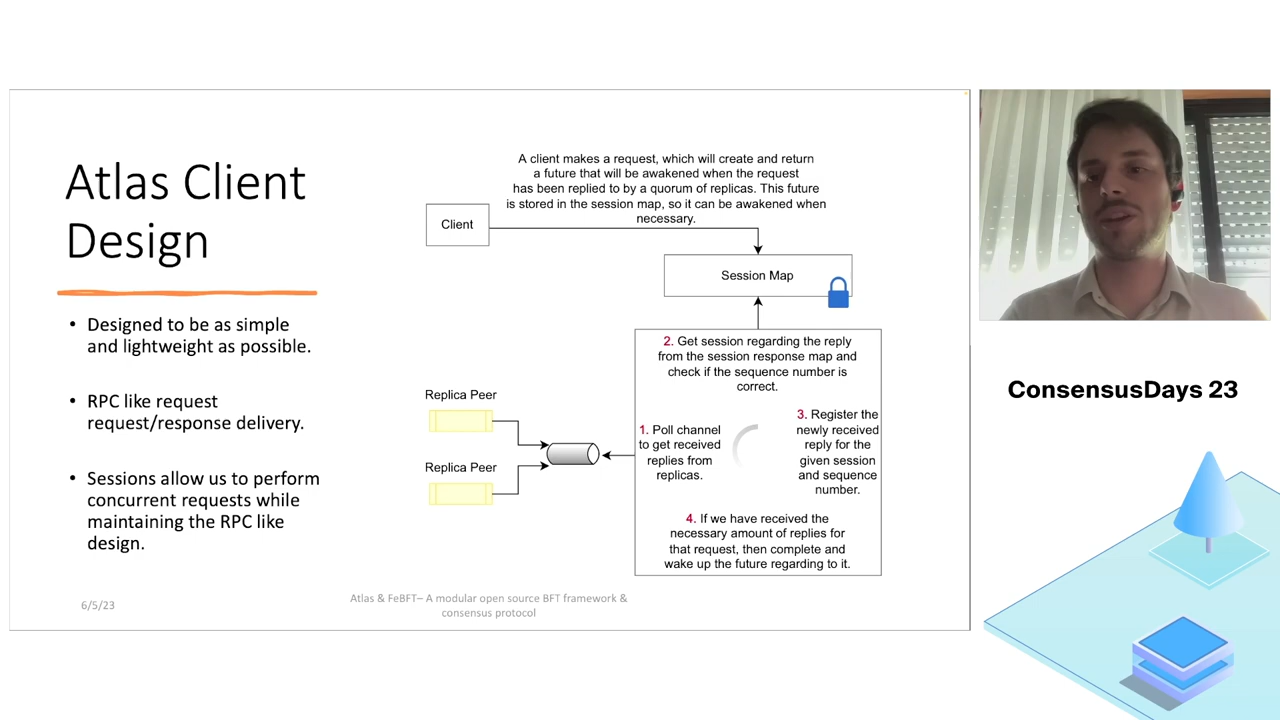 Atlas Client
Design
• Designed to be as simple
and lightweight as possible.
• RPC like request
request/response delivery.
• Sessions allow us to perform
concurrent requests while
maintaining the RPC like
design.
A client makes a request, which will create and return
a future that will be awakened when the request
has been replied to by a quorum of replicas. This future
is stored in the session map, so it can be awakened when
necessary.
Client
Session Map
2. Get session regarding the reply
from the session response map and
check if the sequence number is
correct.
Replica Peer
Replica Peer
1. Poll channel
to get received
replies from
replicas.
3. Register the
newly received
reply for the
given session
and sequence
number.
4. If we have received the
necessary amount of replies for
that request, then complete and
wake up the future regarding to it.
6/5/23
Atlas & FeBFT– A modular open source BFT framework &
consensus protocol
ConsensusDays 23